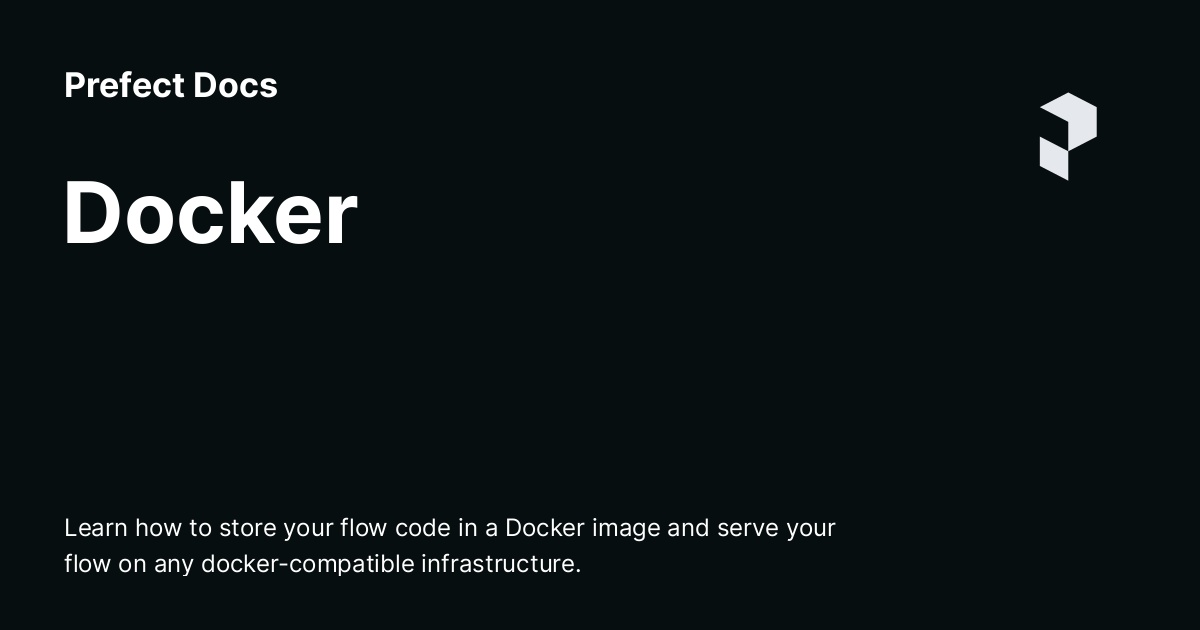 Prefect Docs
Docker
Learn how to store your flow code in a Docker image and serve your
flow on any docker-compatible infrastructure.